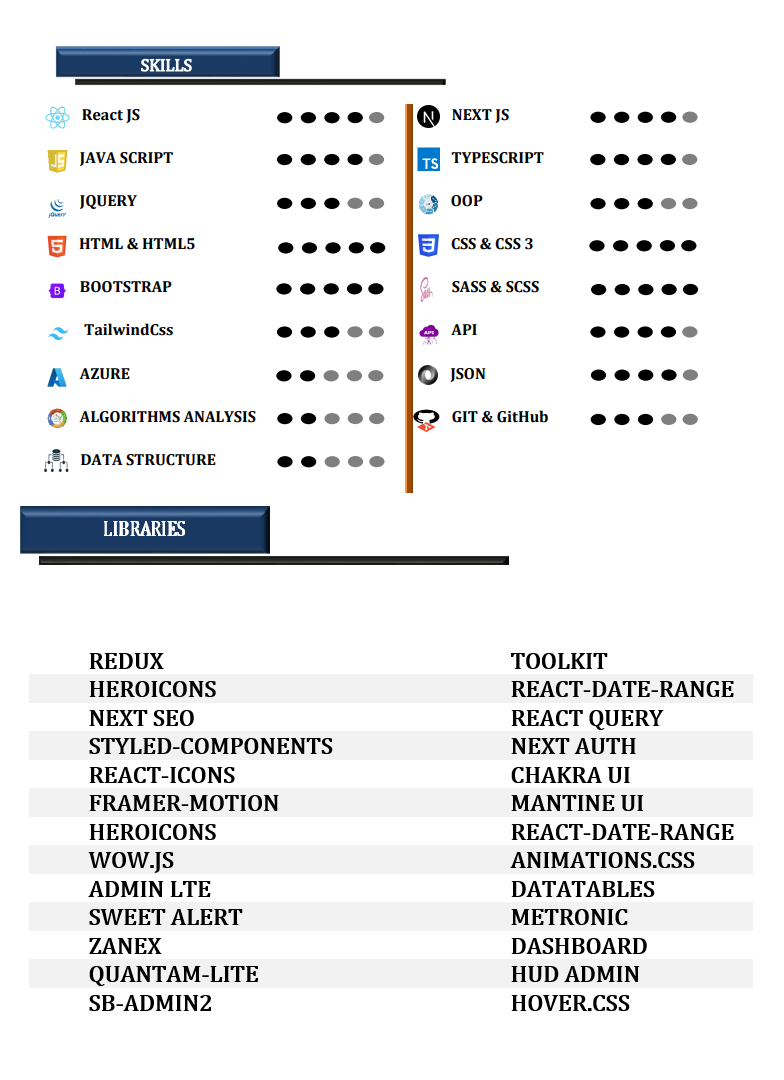 SKILLS
React JS
NEXT JS
JAVA SCRIPT
TYPESCRIPT
JQUERY
OOP
HTML & HTML5
CSS & CSS 3
BOOTSTRAP
SASS & SCSS
TailwindCss
API
AZURE
JSON
ALGORITHMS ANALYSIS
GIT & GitHub
DATA STRUCTURE
LIBRARIES
REDUX
TOOLKIT
HEROICONS
REACT-DATE-RANGE
NEXT SEO
REACT QUERY
STYLED-COMPONENTS
NEXT AUTH
REACT-ICONS
CHAKRA UI
FRAMER-MOTION
MANTINE UI
HEROICONS
REACT-DATE-RANGE
WOW.JS
ANIMATIONS.CSS
ADMIN LTE
DATATABLES
SWEET ALERT
METRONIC
ZANEX
DASHBOARD
QUANTAM-LITE
HUD ADMIN
SB-ADMIN2
HOVER.CSS